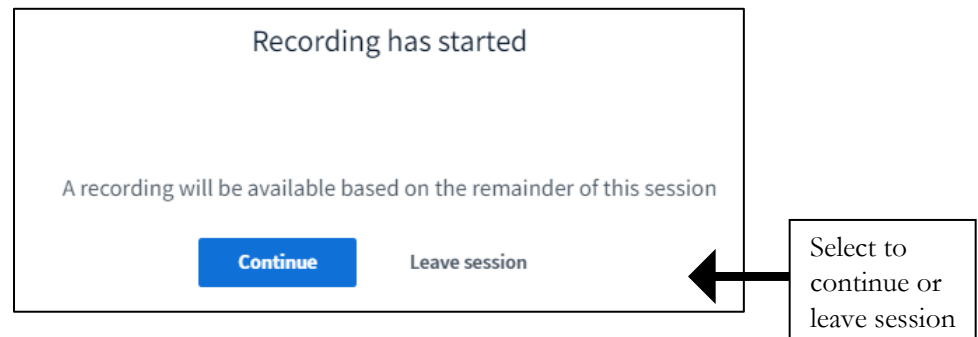 Recording has started
A recording will be available based on the remainder of this session
Continue
Leave session
Select to
continue or
leave session